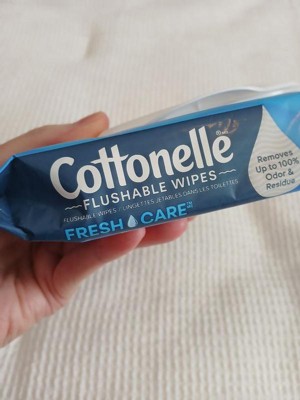 Cottonelle®
FLUSHABLE WIPES
FLUSHABLE WIPES / LINGETTES JETABLES DANS LES TOILETTES
FRESH CARE
Removes
Up to 100%
Odor &
Residue